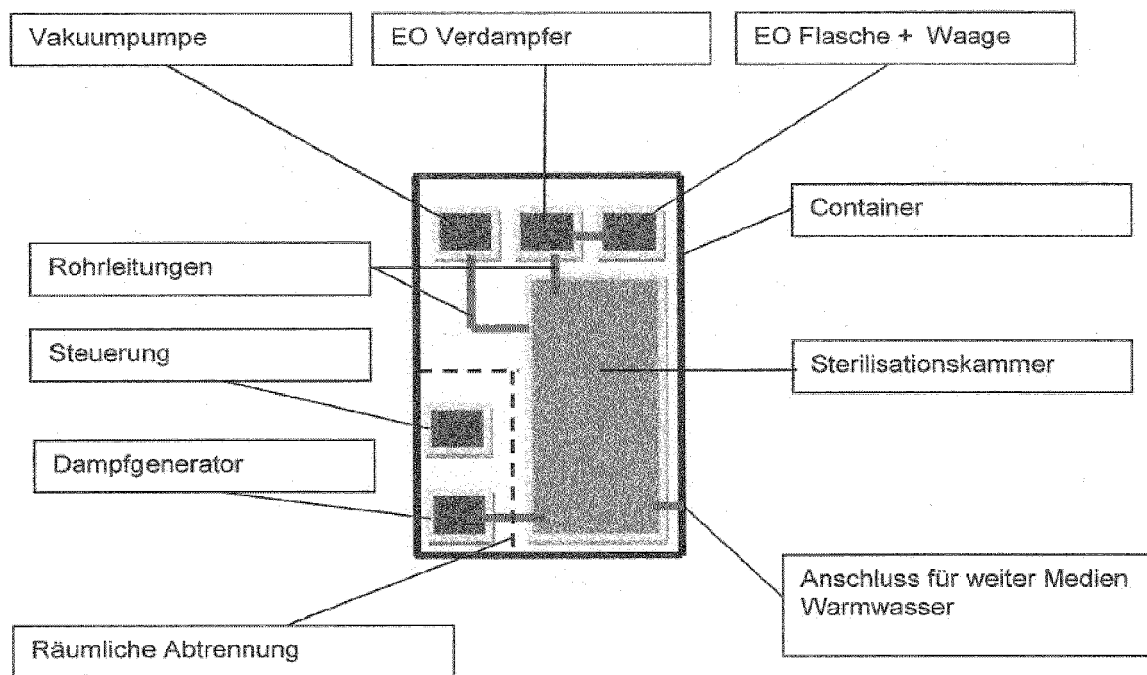 Vakuumpumpe
EO Verdampfer
EO Flasche + Waage
Container
Rohrleitungen
Steuerung
Sterilisationskammer
Dampfgenerator
Anschluss für weiter Medien
Warmwasser
Räumliche Abtrennung